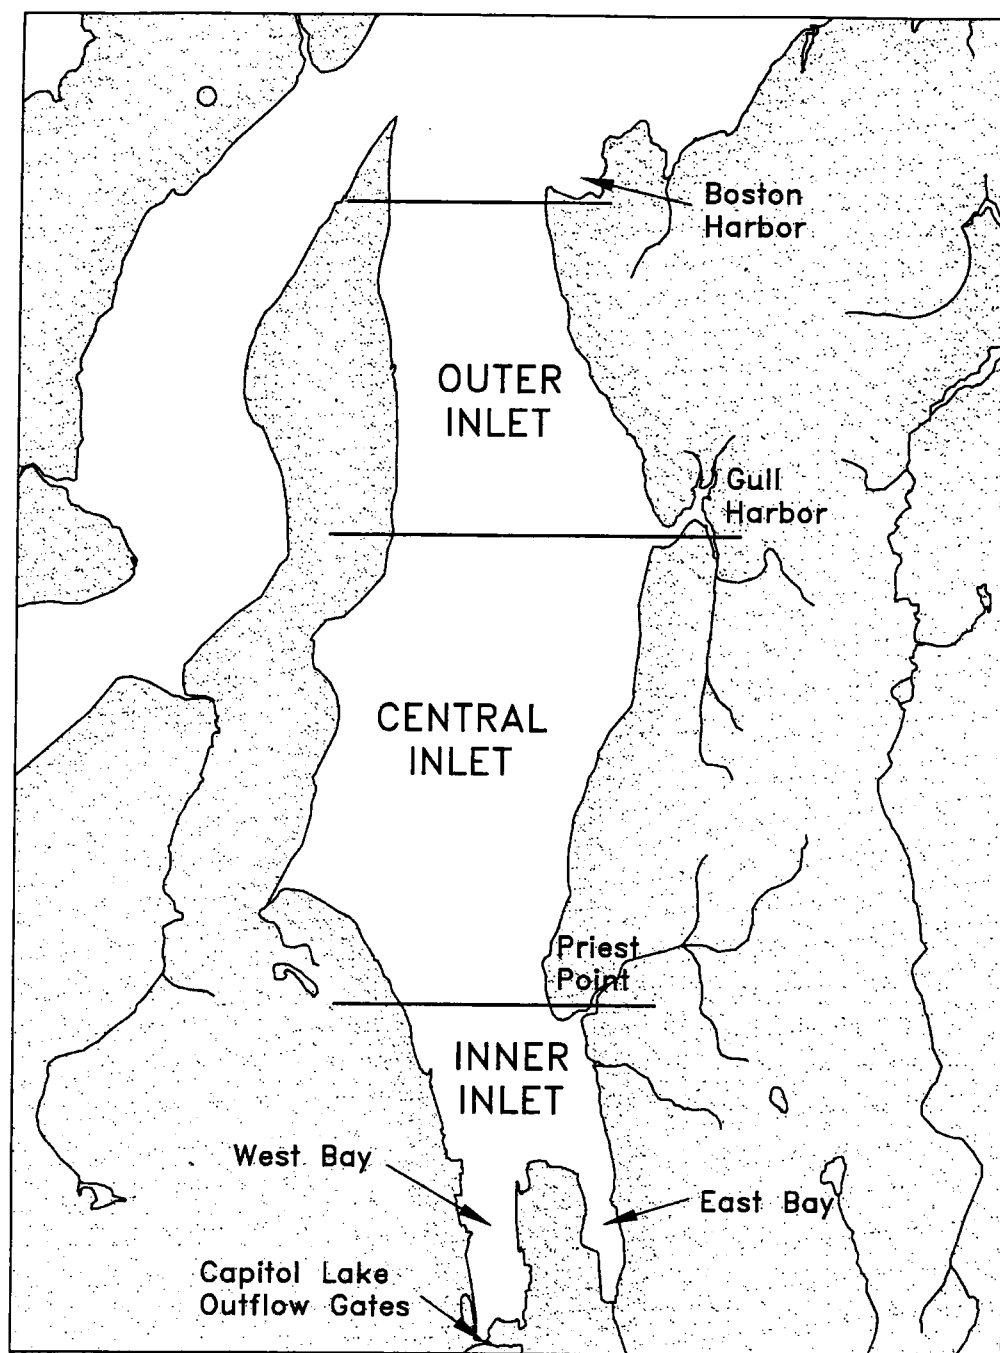 Boston
Harbor
OUTER
INLET
Gull
Harbor
CENTRAL
INLET
Priest
Point
INNER
INLET
West Bay
East Bay
Capitol Lake
Outflow Gates